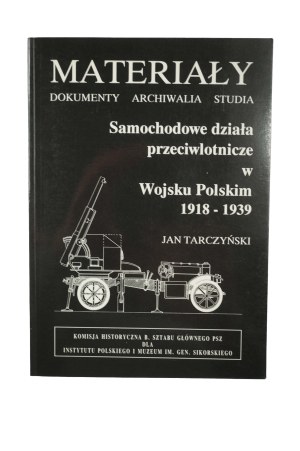 MATERIAŁY
DOKUMENTY ARCHIWALIA STUDIA
Samochodowe działa
przeciwlotnicze
w
Wojsku Polskim
1918 - 1939
JAN TARCZYŃSKI
KOMISJA HISTORYCZNA B. SZTABU GŁÓWNEGO PSZ
DLA
INSTYTUTU POLSKIEGO I MUZEUM IM. GEN. SIKORSKIEGO